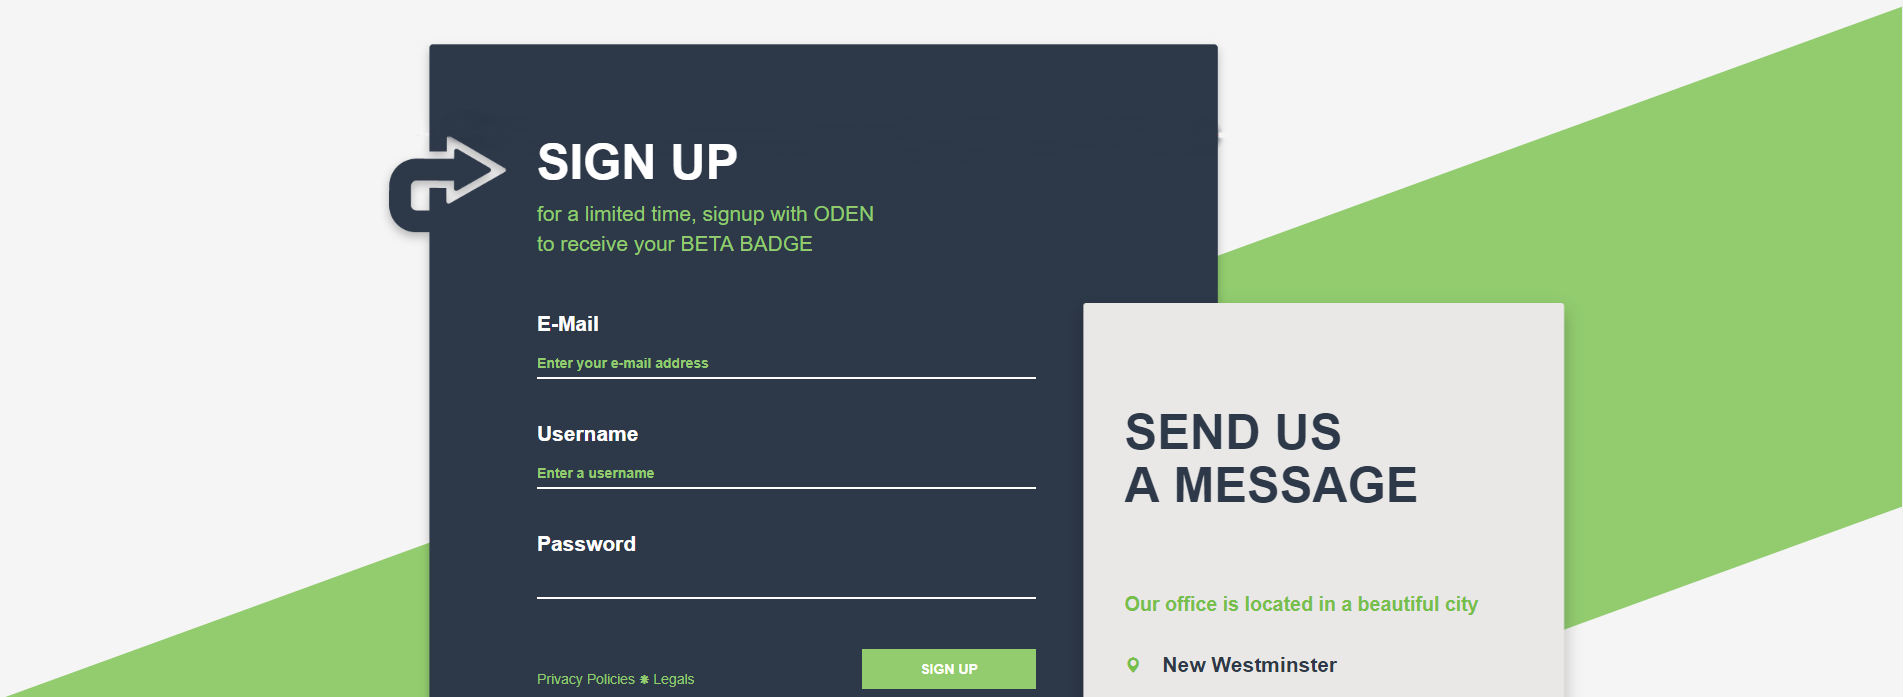 SIGN UP
for a limited time, signup with ODEN
to receive your BETA BADGE
E-Mail
Enter your e-mail address
Username
Enter a username
Password
Privacy Policies ⁕ Legals
SIGN UP
SEND US
A MESSAGE
Our office is located in a beautiful city
New Westminster